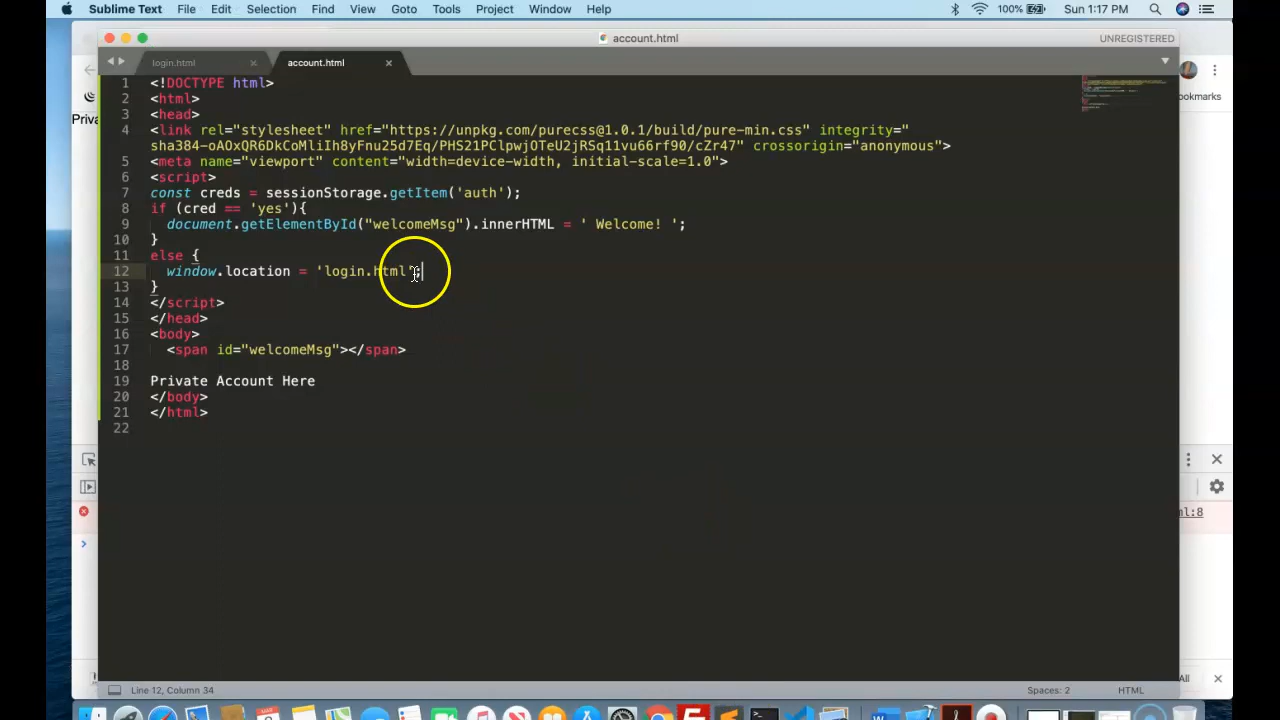 Sublime Text File Edit Selection Find View Goto Tools Project Window Help 100% Sun 1:17 PM
account.html UNREGISTERED
login.html account.html
ookmarks
Priva
1 <!DOCTYPE html>
2 <html>
3 <head>
4 <link rel="stylesheet" href="https://unpkg.com/purecss@1.0.1/build/pure-min.css" integrity="
sha384-oAOxQR6DkCoMliIh8yFnu25d7Eq/PHS21PClpwjOTeU2jRSq11vu66rf90/cZr47" crossorigin="anonymous">
5 <meta name="viewport" content="width=device-width, initial-scale=1.0">
6 <script>
7 const creds = sessionStorage.getItem('auth');
8 if (cred == 'yes'){
9 document.getElementById("welcomeMsg").innerHTML = ' Welcome! ';
10 }
11 else {
12 window.location = 'login.html';
13 }
14 </script>
15 </head>
16 <body>
17 <span id="welcomeMsg"></span>
18
19 Private Account Here
20 </body>
21 </html>
22
ml:8
All
Line 12, Column 34 Spaces: 2 HTML